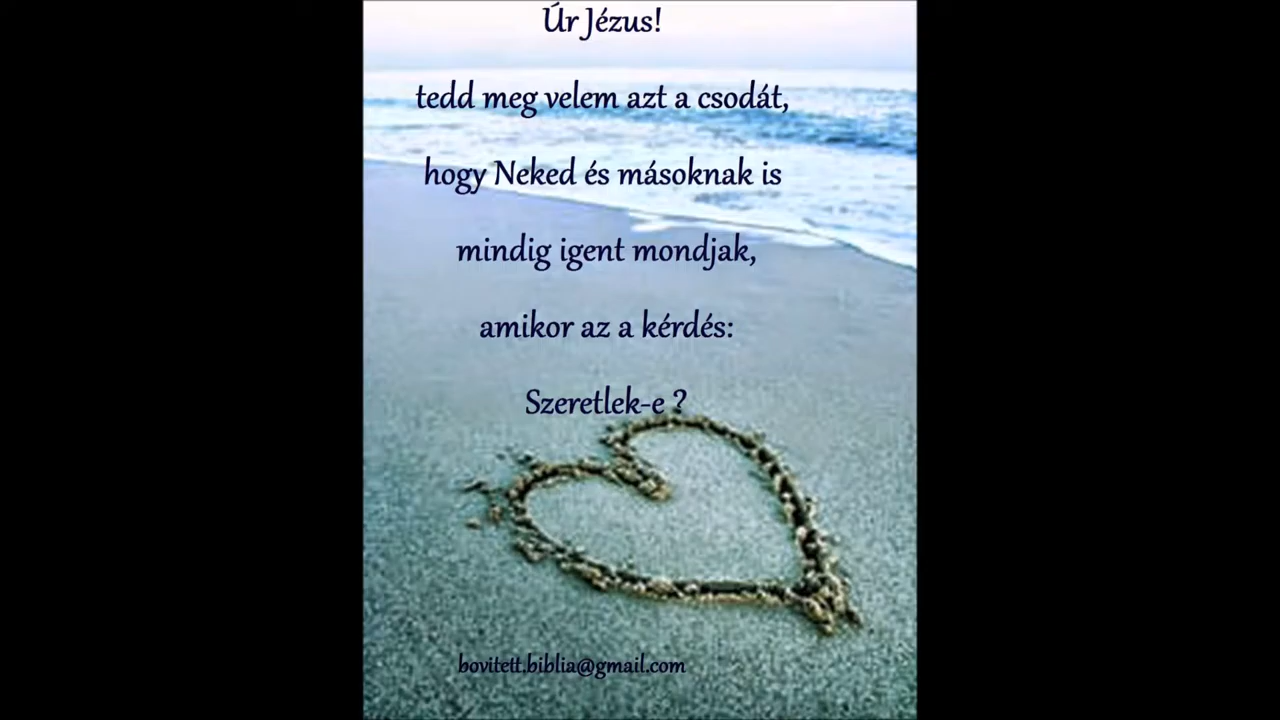 Úr Jézus!
tedd meg velem azt a csodát,
hogy Neked és másoknak is
mindig igent mondjak,
amikor az a kérdés:
Szeretlek-e ?
bovitett.biblia@gmail.com